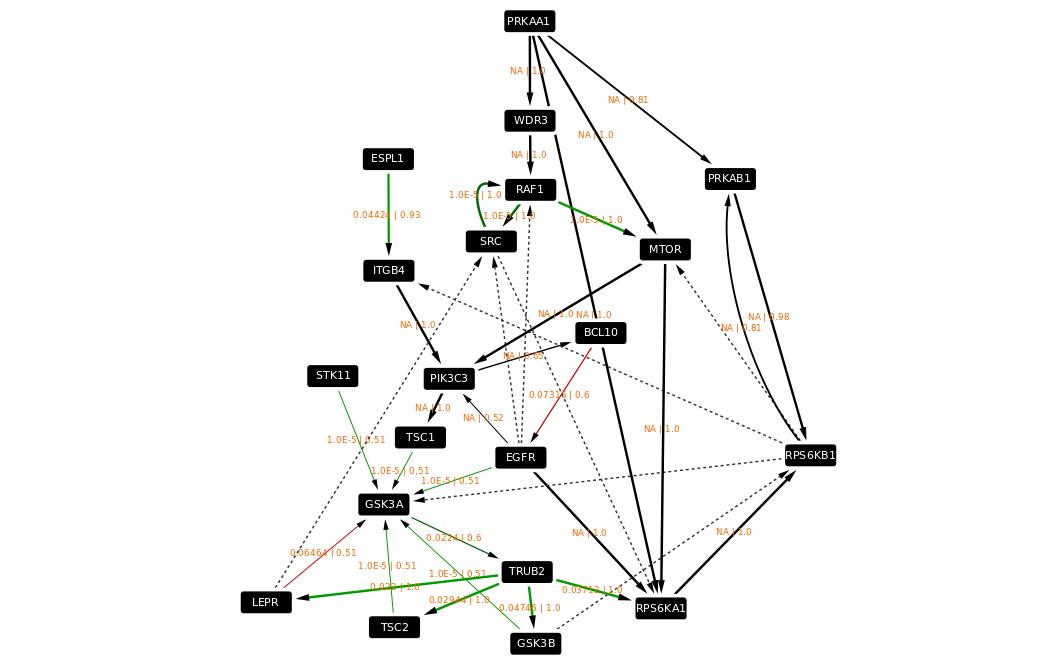 PRKAA1
NA | 1.0
NA | 0.81
WDR3
NA | 1.0
NA | 1.0
ESPL1
PRKAB1
RAF1
1.0E-5 | 1.0
0.04424 | 0.93
1.0E-5 | 1.0
1.0E-5 | 1.0
SRC
MTOR
ITGB4
NA | 1.0
NA | 1.0
NA | 0.98
NA | 1.0
NA | 0.81
BCL10
NA | 0.65
STK11
PIK3C3
0.07316 | 0.6
NA | 1.0
NA | 0.52
NA | 1.0
TSC1
1.0E-5 | 0.51
EGFR
RPS6KB1
1.0E-5 | 0.51
1.0E-5 | 0.51
GSK3A
NA | 1.0
NA | 1.0
0.0224 | 0.6
0.06464 | 0.51
1.0E-5 | 0.51
1.0E-5 | 0.51
TRUB2
0.03712 | 1.0
LEPR
0.02944 | 1.0
0.04746 | 1.0
RPS6KA1
TSC2
GSK3B